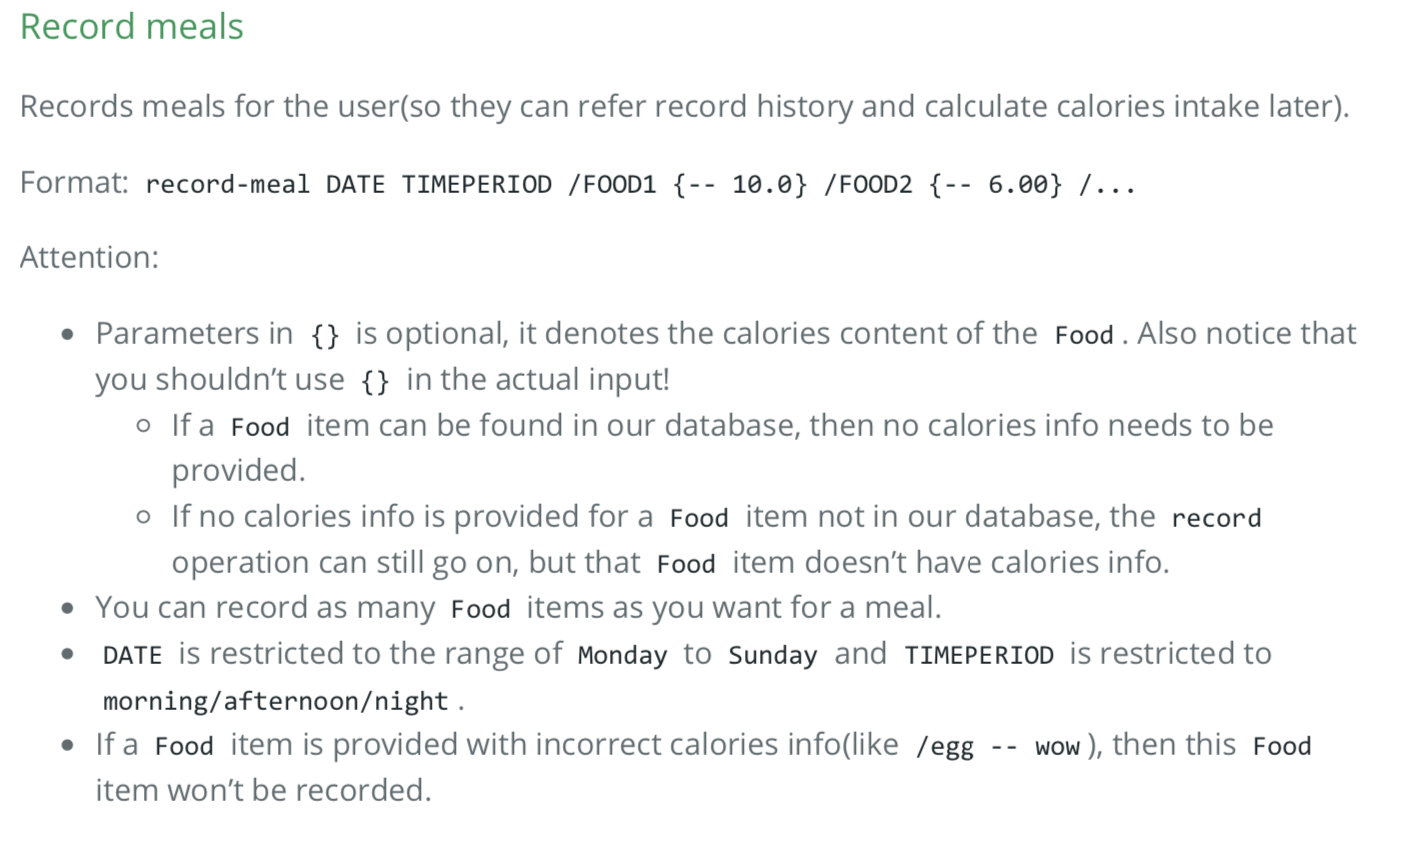 Record meals
Records meals for the user(so they can refer record history and calculate calories intake later).
Format: record-meal DATE TIMEPERIOD /FOOD1 {-- 10.0} /FOOD2 {-- 6.00} /...
Attention:
• Parameters in {} is optional, it denotes the calories content of the Food . Also notice that
you shouldn't use {} in the actual input!
◦ If a Food item can be found in our database, then no calories info needs to be
provided.
◦ If no calories info is provided for a Food item not in our database, the record
operation can still go on, but that Food item doesn't have calories info.
• You can record as many Food items as you want for a meal.
• DATE is restricted to the range of Monday to Sunday and TIMEPERIOD is restricted to
morning/afternoon/night .
• If a Food item is provided with incorrect calories info(like /egg -- wow ), then this Food
item won't be recorded.